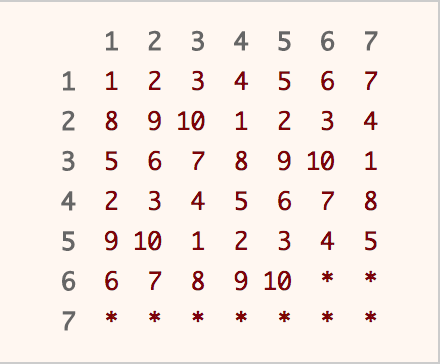 1 2 3 4 5 6 7
1 1 2 3 4 5 6 7
2 8 9 10 1 2 3 4
3 5 6 7 8 9 10 1
4 2 3 4 5 6 7 8
5 9 10 1 2 3 4 5
6 6 7 8 9 10 * *
7 * * * * * * *